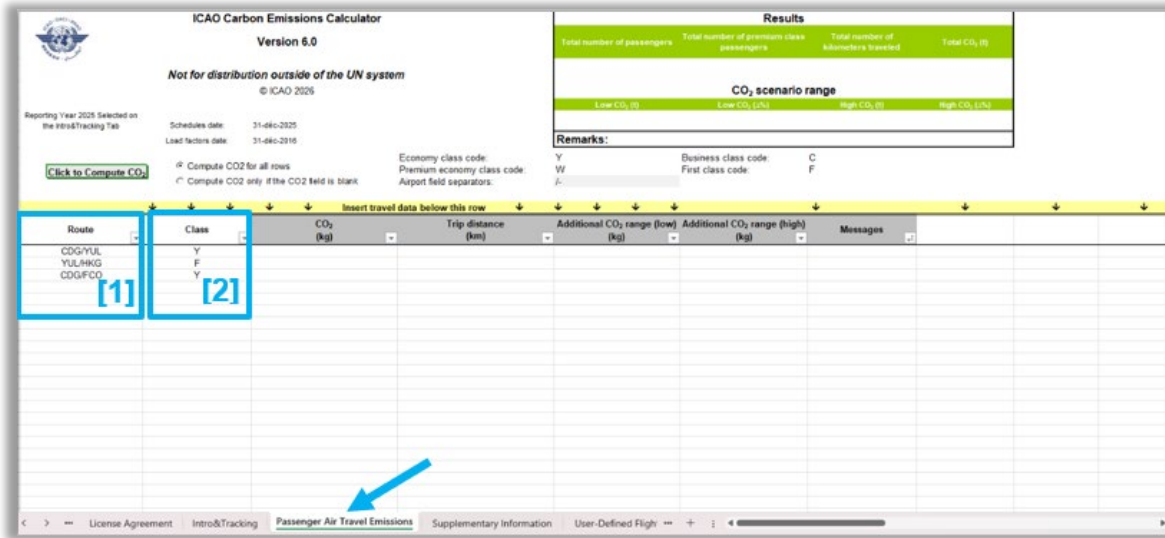 ICAO Carbon Emissions Calculator
Version 6.0
Not for distribution outside of the UN system
© ICAO 2026
Reporting Year 2025 Selected on
the Intro&Tracking Tab
Schedules date: 31-déc-2025
Load factors date: 31-déc-2016
Click to Compute CO₂
Compute CO2 for all rows
Compute CO2 only if the CO2 field is blank
Results
Total number of passengers
Total number of premium class
passengers
Total number of
kilometers traveled
Total CO₂ (t)
CO₂ scenario range
Low CO₂ (t) Low CO₂ (±%) High CO₂ (t) High CO₂ (±%)
Remarks:
Economy class code: Y Business class code: C
Premium economy class code: W First class code: F
Airport field separators: /-
Insert travel data below this row
Route
Class
CO₂
(kg)
Trip distance
(km)
Additional CO₂ range (low)
(kg)
Additional CO₂ range (high)
(kg)
Messages
CDG/YUL Y
YUL/HKG F
CDG/FCO Y
[1] [2]
License Agreement Intro&Tracking Passenger Air Travel Emissions Supplementary Information User-Defined Fligh